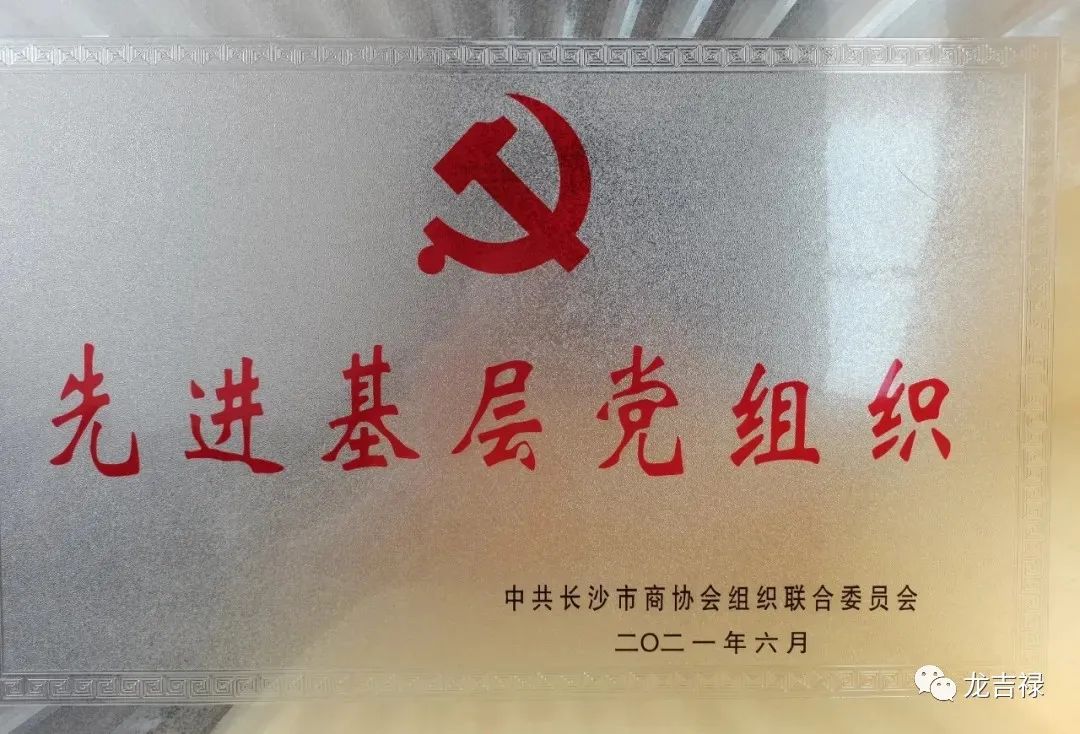 先进基层党组织
中共长沙市商协会组织联合委员会
二〇二一年六月
龙吉禄